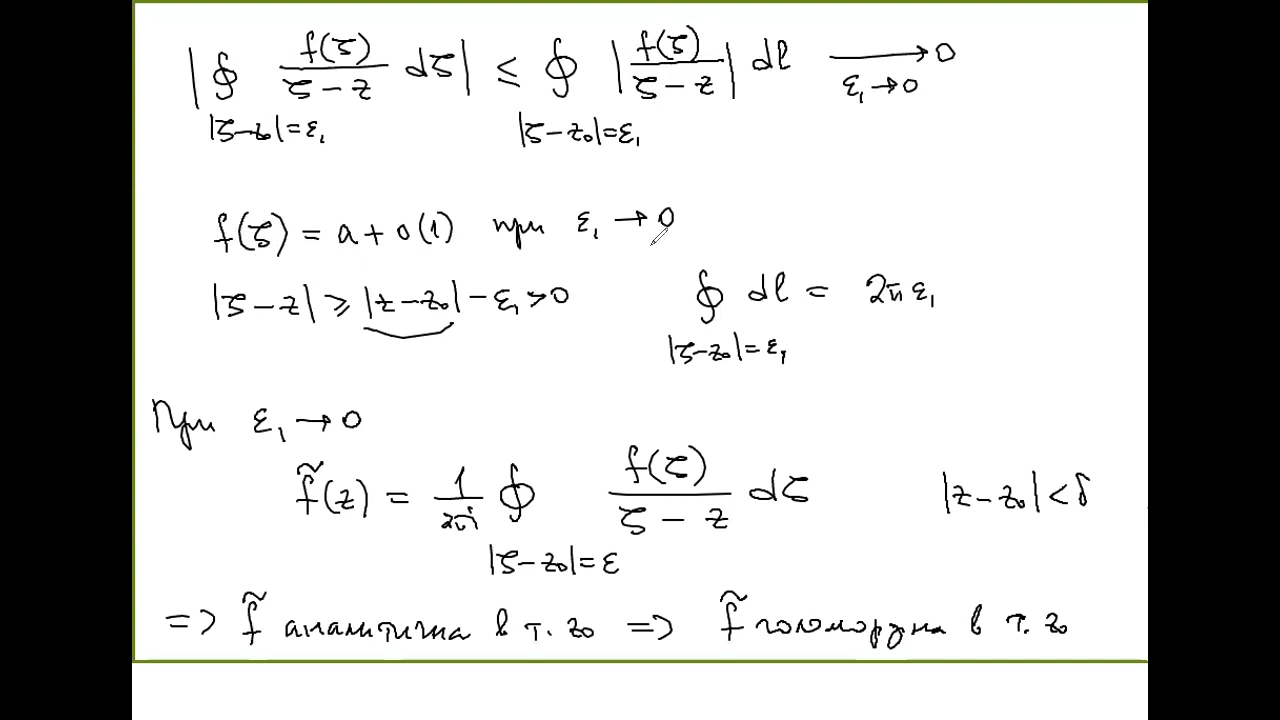 |∮ f(ζ)/(ζ − z) dζ| ≤ ∮ |f(ζ)/(ζ − z)| dl ⟶ 0
|ζ−z₀|=ε₁ |ζ−z₀|=ε₁ ε₁→0
f(ζ) = a + o(1) при ε₁ → 0
|ζ − z| ⩾ |z − z₀| − ε₁ > 0 ∮ dl = 2πε₁
|ζ−z₀|=ε₁
При ε₁ → 0
f̃(z) = 1/(2πi) ∮ f(ζ)/(ζ − z) dζ |z − z₀| < δ
|ζ−z₀|=ε
=> f̃ аналитична в т. z₀ => f̃ голоморфна в т. z₀